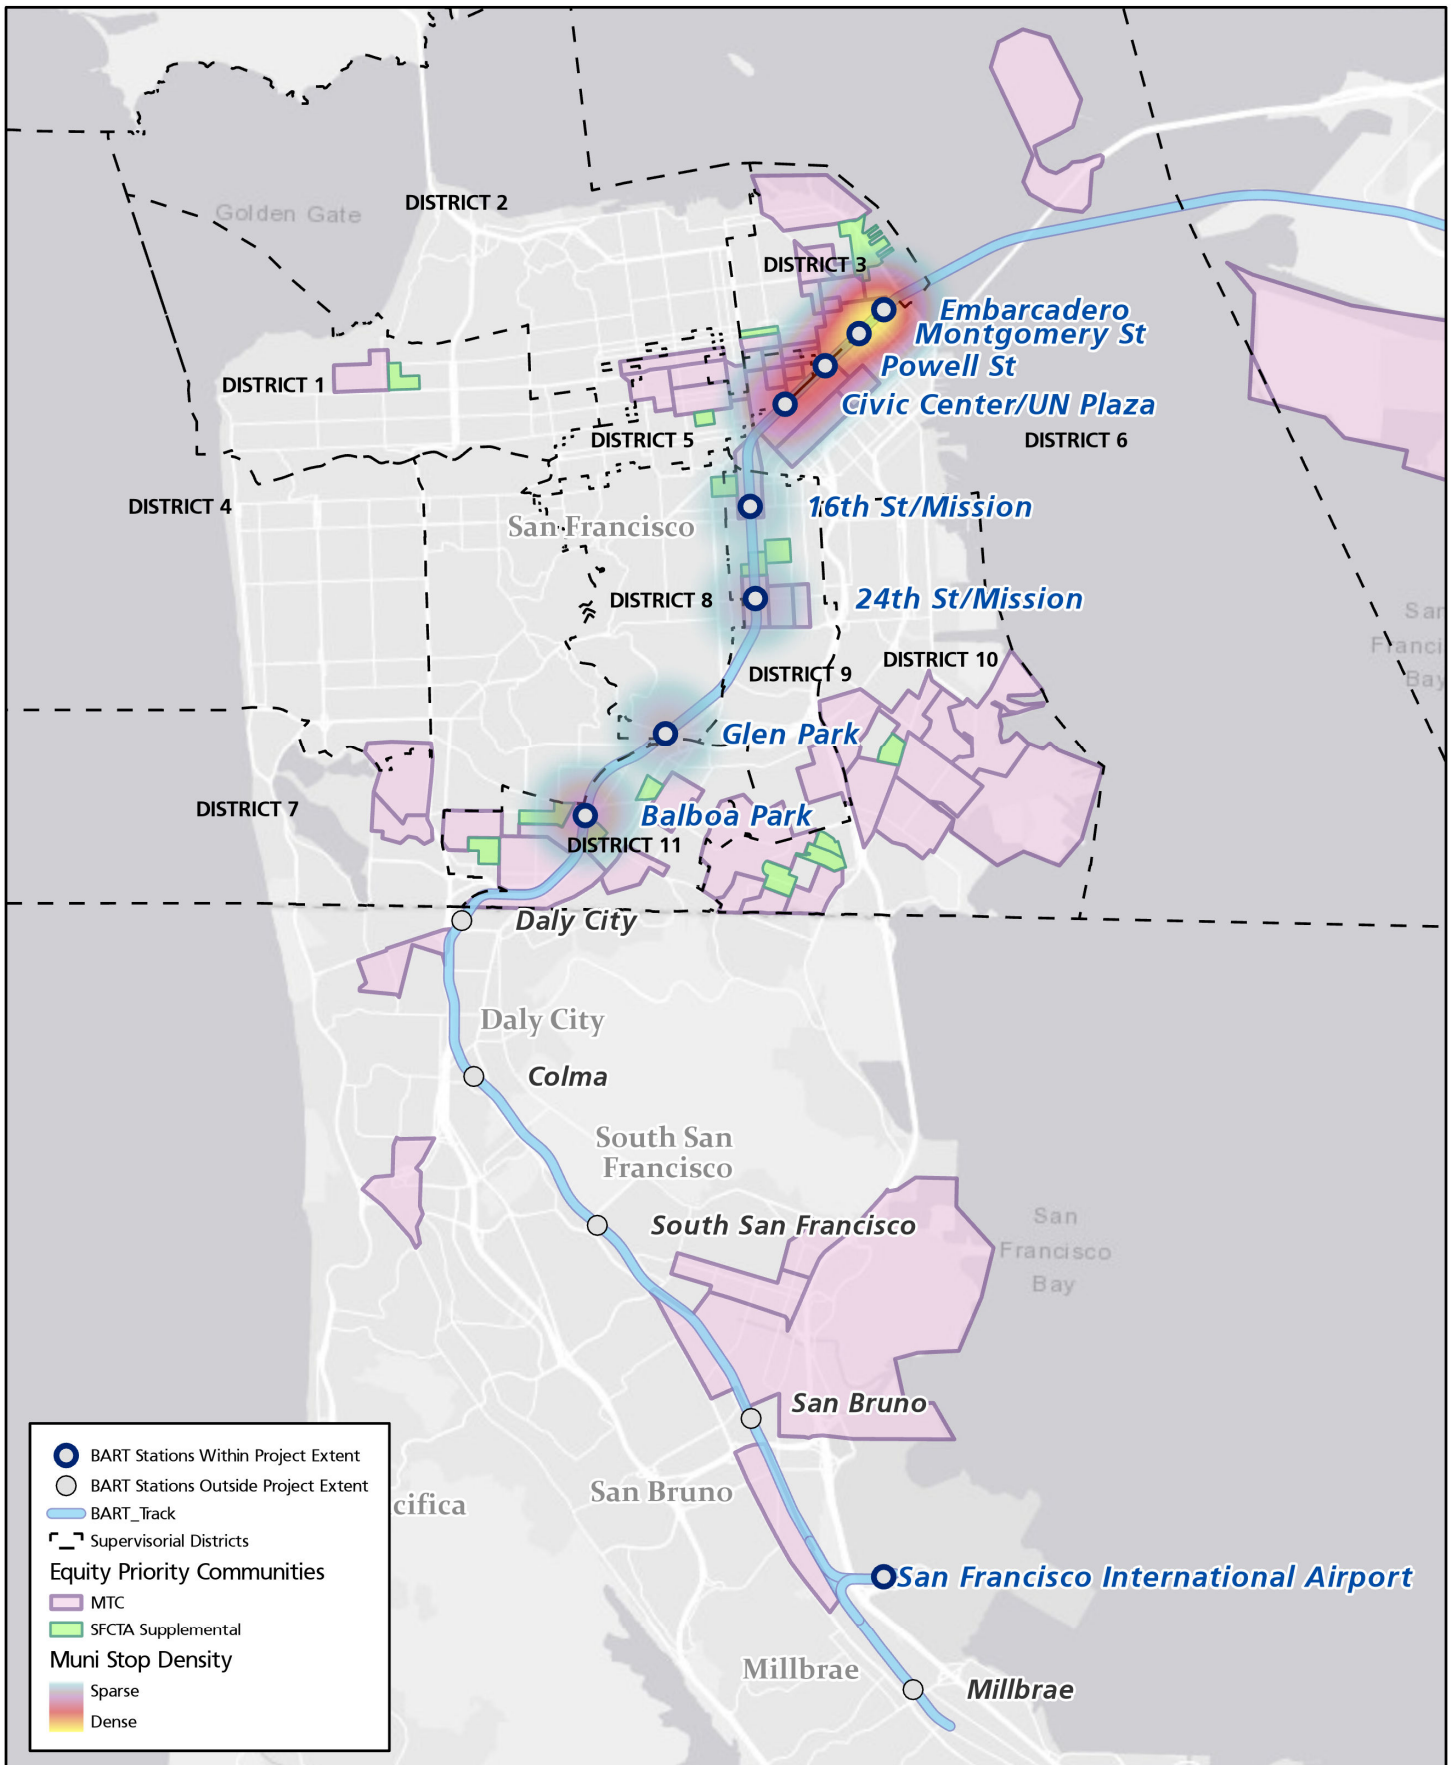 DISTRICT 2
Golden Gate
DISTRICT 3
Embarcadero
Montgomery St
Powell St
DISTRICT 1
Civic Center/UN Plaza
DISTRICT 5
DISTRICT 6
DISTRICT 4
16th St/Mission
San Francisco
24th St/Mission
DISTRICT 8
San
Franci
Bay
DISTRICT 9
DISTRICT 10
Glen Park
DISTRICT 7
Balboa Park
DISTRICT 11
Daly City
Daly City
Colma
South San
Francisco
South San Francisco
San
Francisco
Bay
San Bruno
San Bruno
cifica
San Francisco International Airport
Millbrae
Millbrae
BART Stations Within Project Extent
BART Stations Outside Project Extent
BART_Track
Supervisorial Districts
Equity Priority Communities
MTC
SFCTA Supplemental
Muni Stop Density
Sparse
Dense